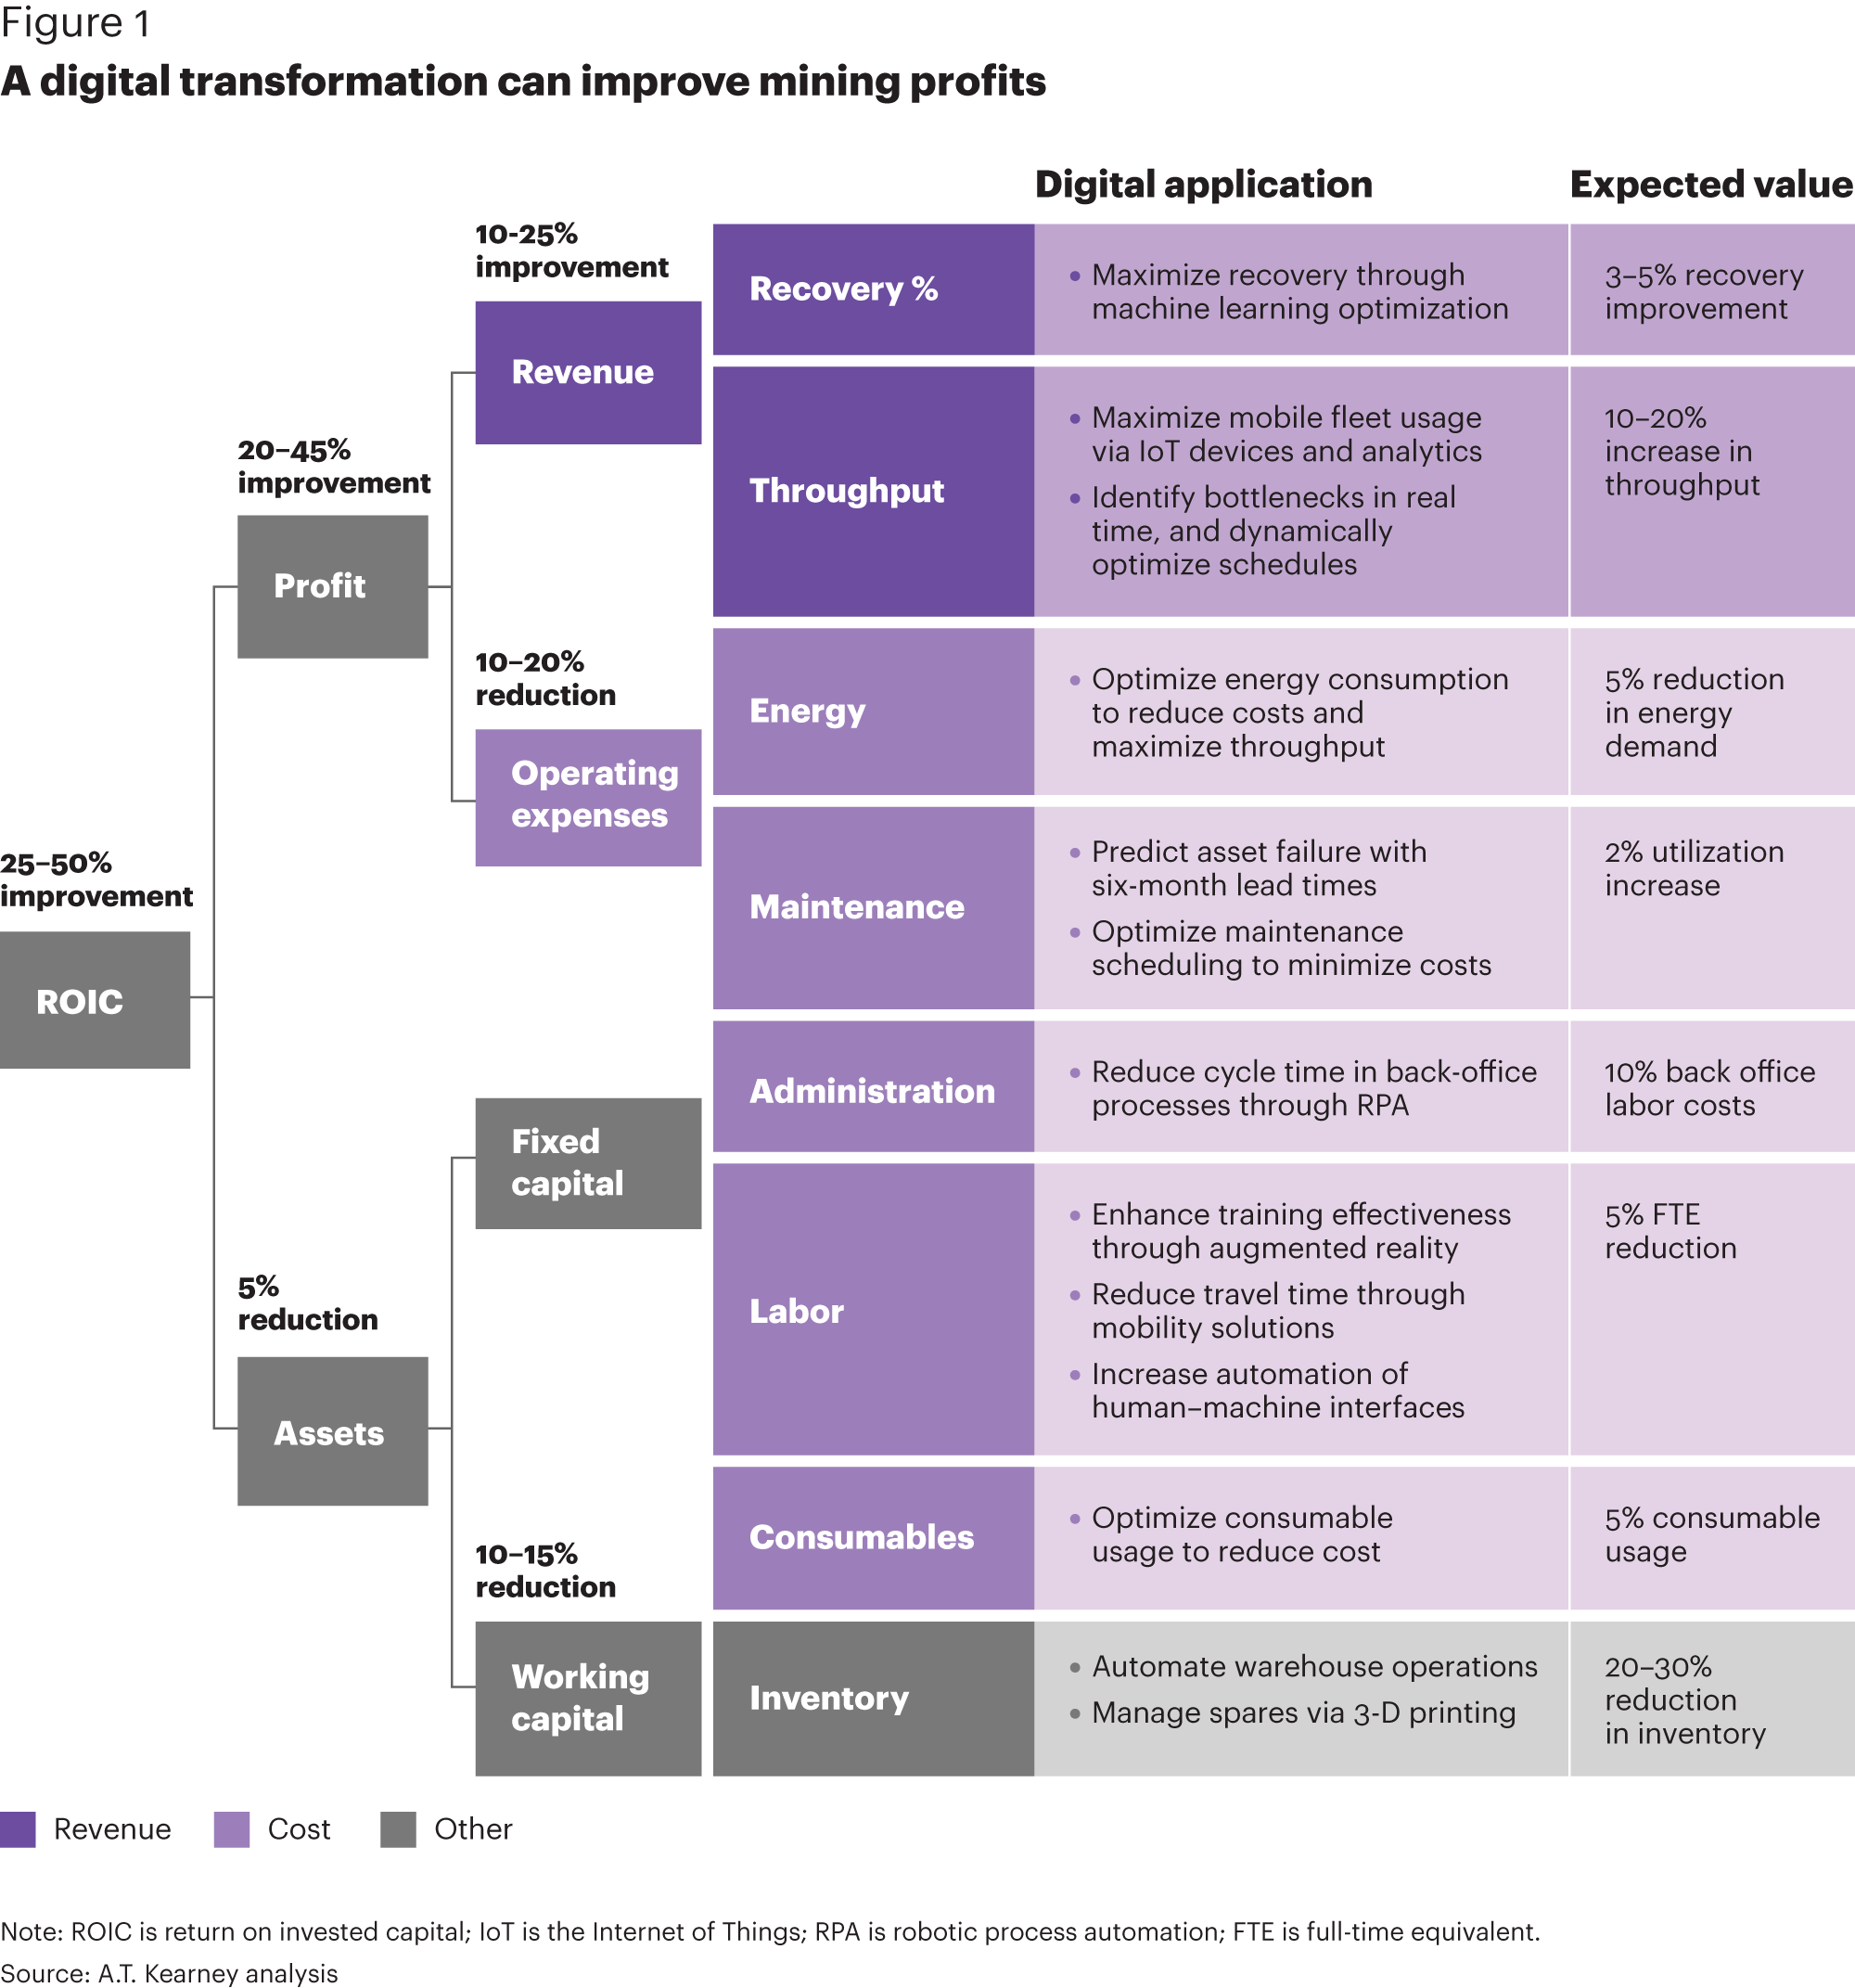 Figure 1
A digital transformation can improve mining profits
Digital application
Expected value
25–50%
improvement
ROIC
20–45%
improvement
Profit
5%
reduction
Assets
10-25%
improvement
Revenue
10–20%
reduction
Operating
expenses
Fixed
capital
10–15%
reduction
Working
capital
Recovery %
• Maximize recovery through
machine learning optimization
3–5% recovery
improvement
Throughput
• Maximize mobile fleet usage
via IoT devices and analytics
• Identify bottlenecks in real
time, and dynamically
optimize schedules
10–20%
increase in
throughput
Energy
• Optimize energy consumption
to reduce costs and
maximize throughput
5% reduction
in energy
demand
Maintenance
• Predict asset failure with
six-month lead times
• Optimize maintenance
scheduling to minimize costs
2% utilization
increase
Administration
• Reduce cycle time in back-office
processes through RPA
10% back office
labor costs
Labor
• Enhance training effectiveness
through augmented reality
• Reduce travel time through
mobility solutions
• Increase automation of
human–machine interfaces
5% FTE
reduction
Consumables
• Optimize consumable
usage to reduce cost
5% consumable
usage
Inventory
• Automate warehouse operations
• Manage spares via 3-D printing
20–30%
reduction
in inventory
Revenue
Cost
Other
Note: ROIC is return on invested capital; IoT is the Internet of Things; RPA is robotic process automation; FTE is full-time equivalent.
Source: A.T. Kearney analysis